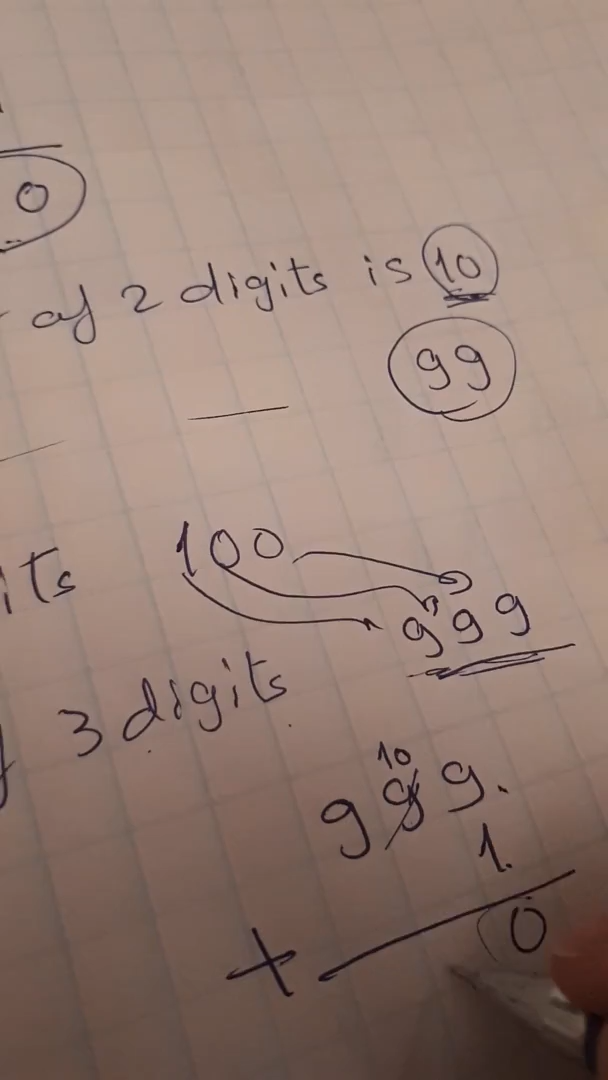 0
of 2 digits is 10
99
its 100
999
3 digits
10
999.
1.
+
0